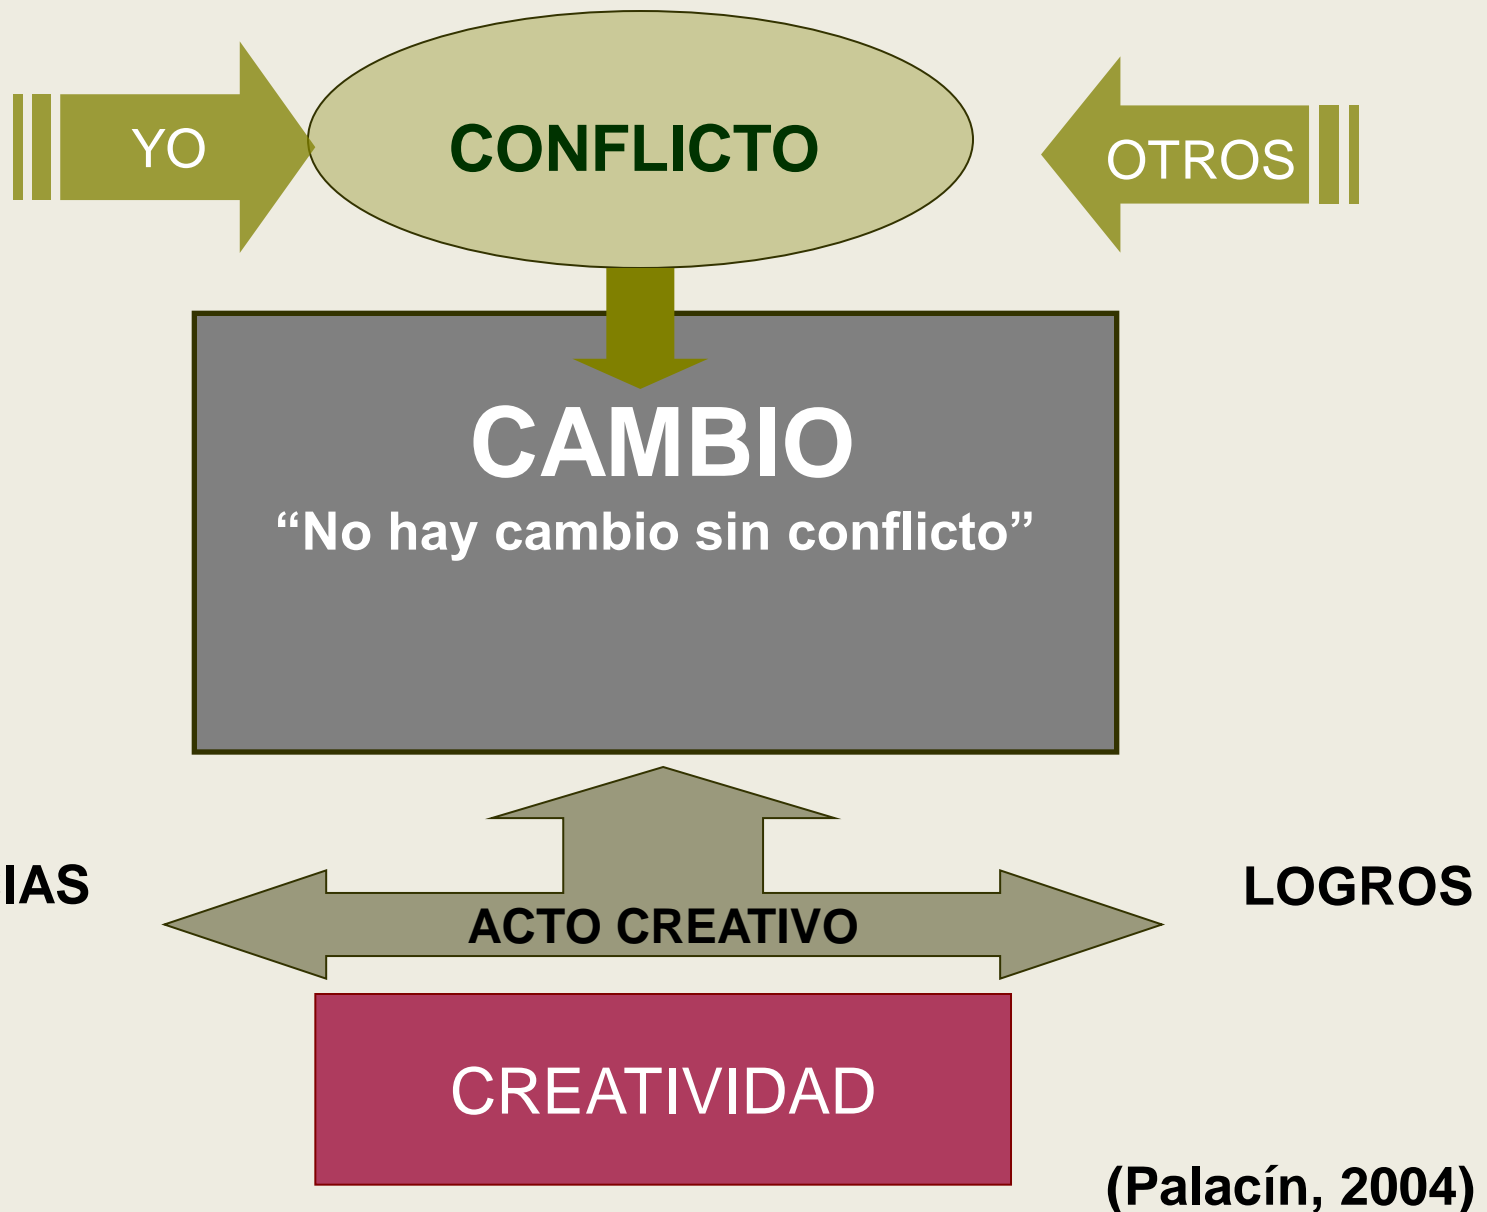 YO
CONFLICTO
OTROS
CAMBIO
“No hay cambio sin conflicto”
IAS
LOGROS
ACTO CREATIVO
CREATIVIDAD
(Palacín, 2004)